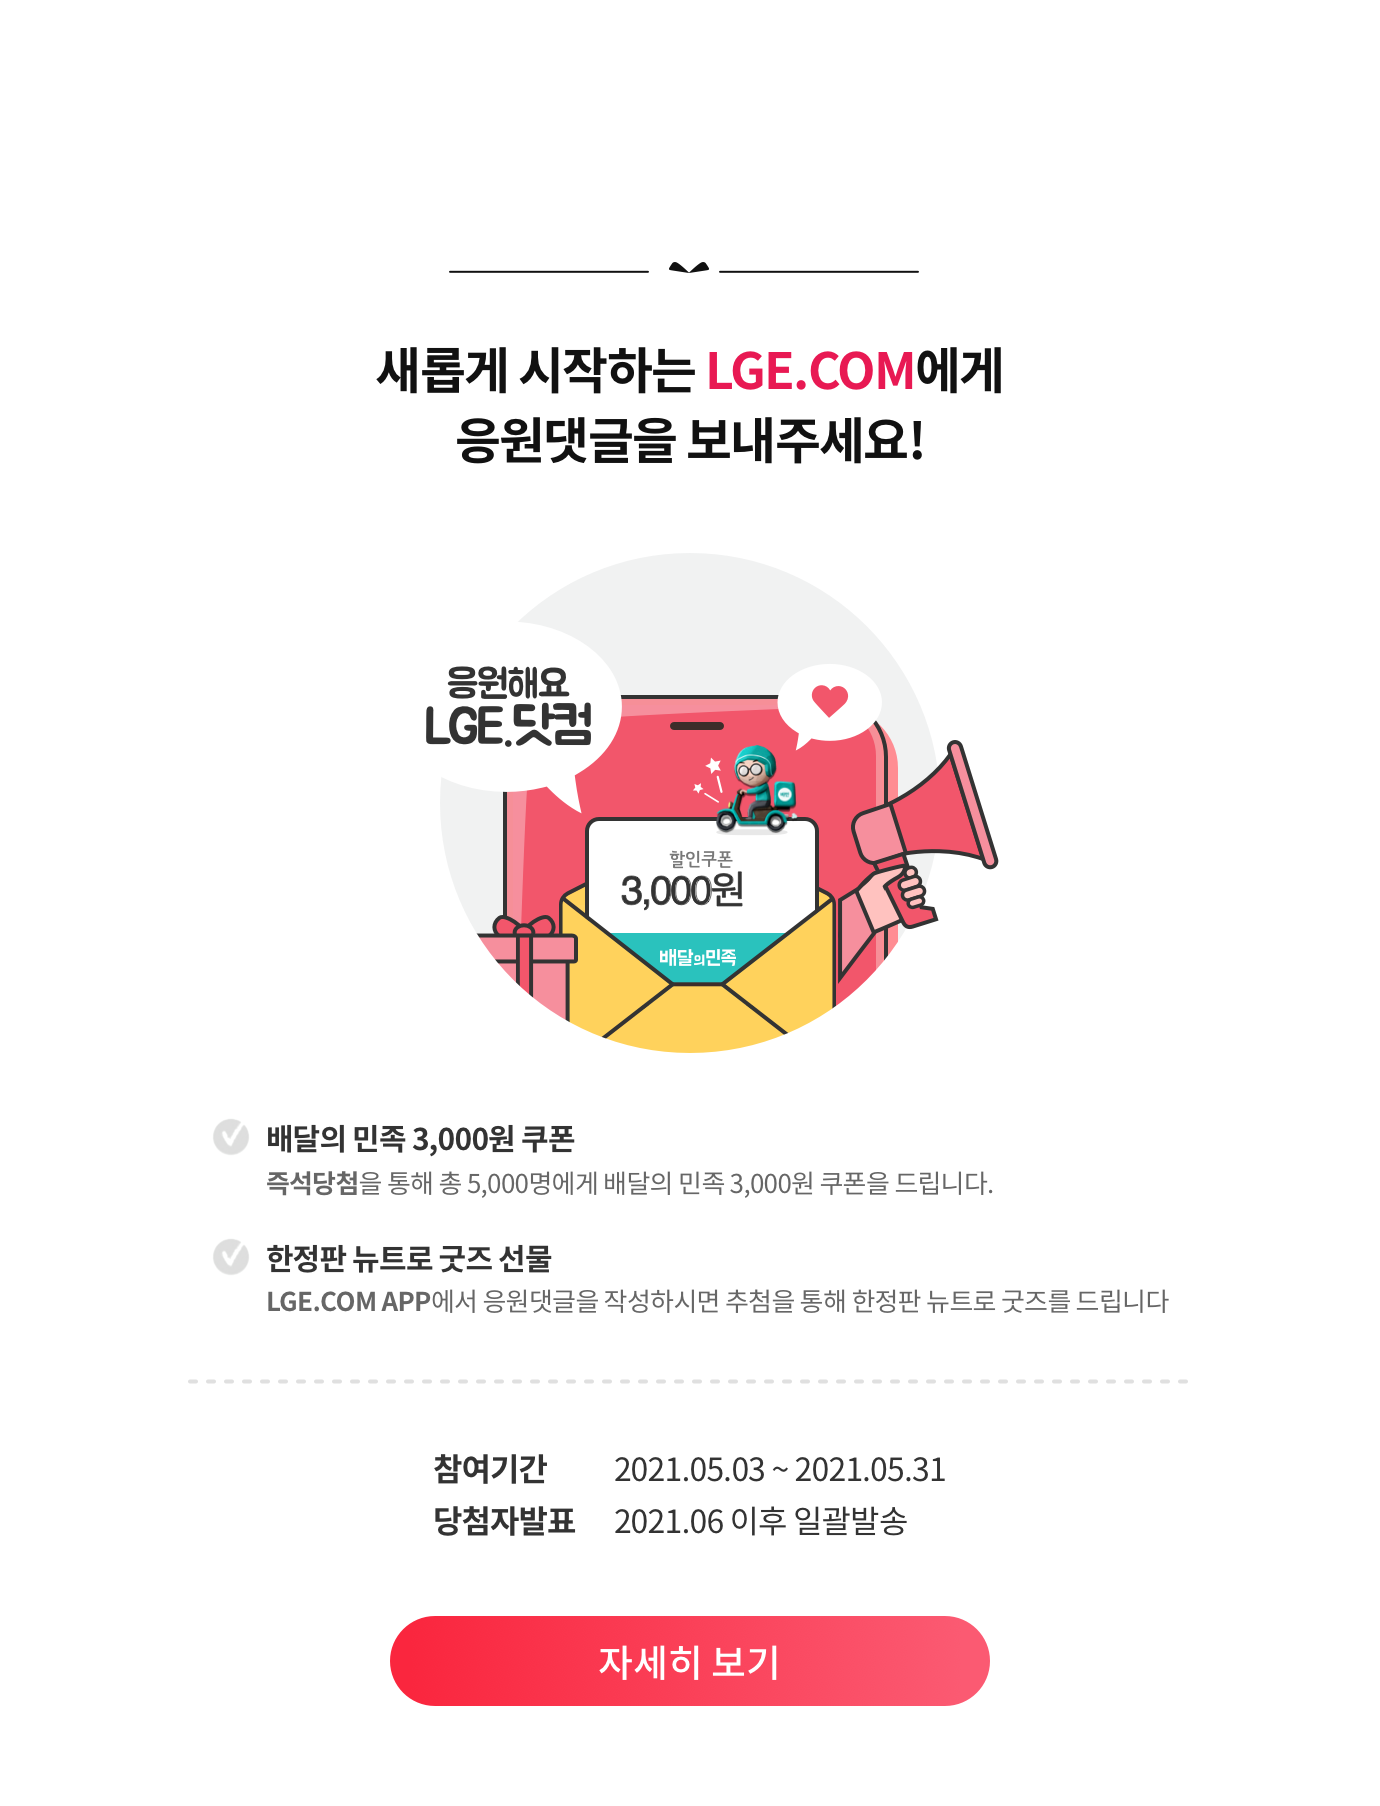 새롭게 시작하는 LGE.COM에게
응원댓글을 보내주세요!
응원해요
LGE.닷컴
할인쿠폰
3,000원
배달의민족
배달의 민족 3,000원 쿠폰
즉석당첨을 통해 총 5,000명에게 배달의 민족 3,000원 쿠폰을 드립니다.
한정판 뉴트로 굿즈 선물
LGE.COM APP에서 응원댓글을 작성하시면 추첨을 통해 한정판 뉴트로 굿즈를 드립니다
참여기간 2021.05.03 ~ 2021.05.31
당첨자발표 2021.06 이후 일괄발송
자세히 보기